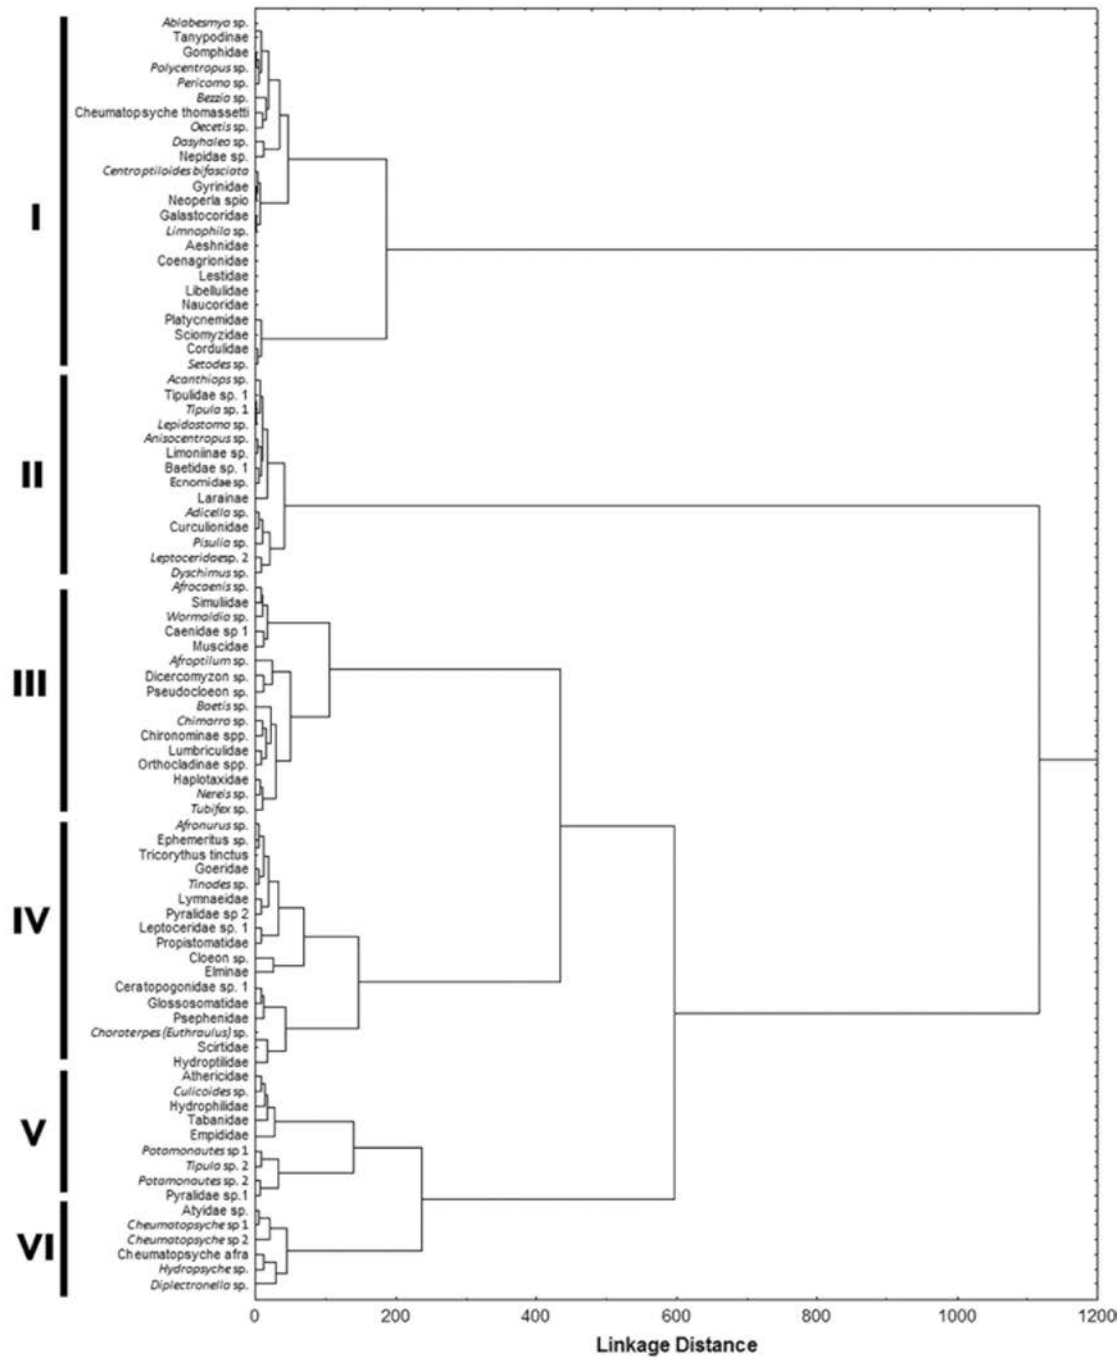 Ablabesmya sp.
Tanypodinae
Gomphidae
Polycentropus sp.
Pericoma sp.
Bezzia sp.
Cheumatopsyche thomassetti
Oecetis sp.
Dasyhalea sp.
Nepidae sp.
Centroptiloides bifasciata
Gyrinidae
I
Neoperla spio
Galastocoridae
Limnophila sp.
Aeshnidae
Coenagrionidae
Lestidae
Libellulidae
Naucoridae
Platycnemidae
Sciomyzidae
Cordulidae
Setodes sp.
Acanthiops sp.
Tipulidae sp. 1
Tipula sp. 1
Lepidostoma sp.
Anisocentropus sp.
Limoniinae sp.
II
Baetidae sp. 1
Ecnomidae sp.
Larainae
Adicella sp.
Curculionidae
Pisulia sp.
Leptoceridae sp. 2
Dyschimus sp.
Afrocaenis sp.
Simuliidae
Wormaldia sp.
Caenidae sp 1
Muscidae
Afroptilum sp.
III
Dicercomyzon sp.
Pseudocloeon sp.
Baetis sp.
Chimarra sp.
Chironominae spp.
Lumbriculidae
Orthocladinae spp.
Haplotaxidae
Nereis sp.
Tubifex sp.
Afronurus sp.
Ephemeritus sp.
Tricorythus tinctus
Goeridae
Tinodes sp.
Lymnaeidae
IV
Pyralidae sp 2
Leptoceridae sp. 1
Propistomatidae
Cloeon sp.
Elminae
Ceratopogonidae sp. 1
Glossosomatidae
Psephenidae
Choroterpes (Euthraulus) sp.
Scirtidae
Hydroptilidae
Athericidae
Culicoides sp.
Hydrophilidae
Tabanidae
V
Empididae
Potamonautes sp 1
Tipula sp. 2
Potamonautes sp. 2
Pyralidae sp.1
Atyidae sp.
Cheumatopsyche sp 1
Cheumatopsyche sp 2
VI
Cheumatopsyche afra
Hydropsyche sp.
Diplectronella sp.
0 200 400 600 800 1000 1200
Linkage Distance